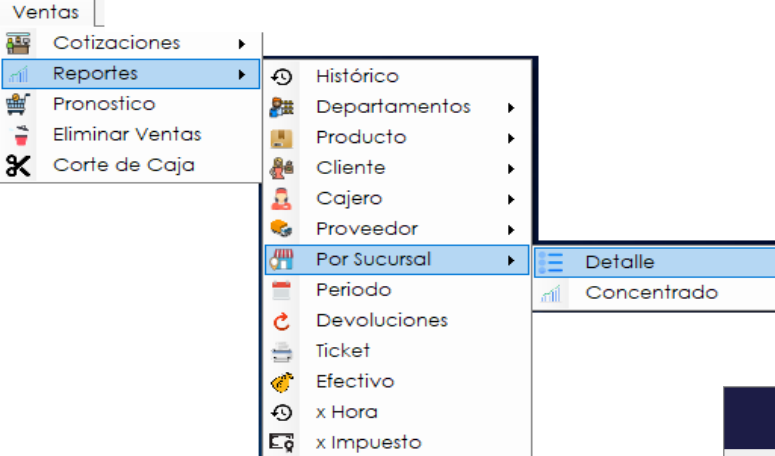 Ventas
Cotizaciones
Reportes
Pronostico
Eliminar Ventas
Corte de Caja
Histórico
Departamentos
Producto
Cliente
Cajero
Proveedor
Por Sucursal
Periodo
Devoluciones
Ticket
Efectivo
x Hora
x Impuesto
Detalle
Concentrado